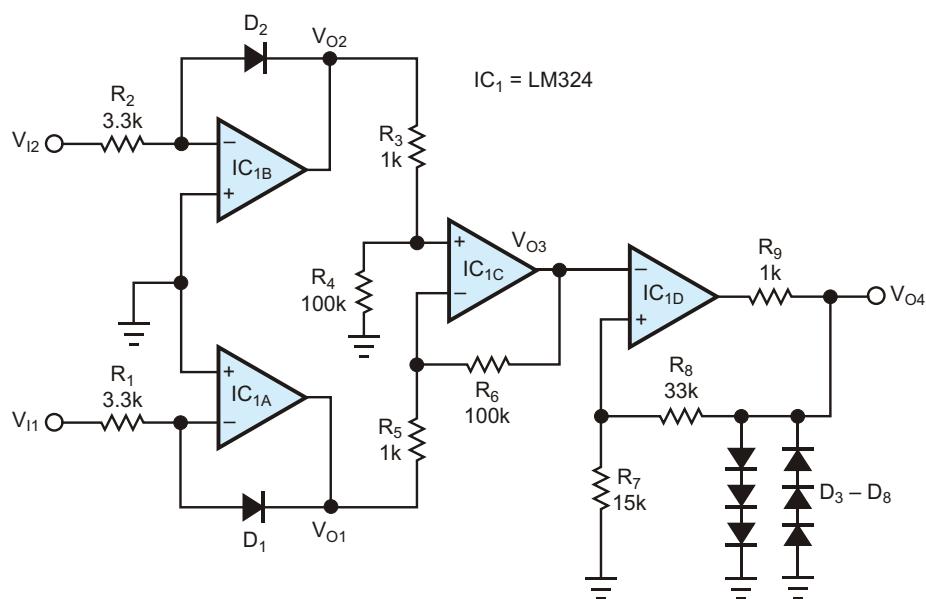 D2
VO2
IC1 = LM324
R2
3.3k
VI2
−
IC1B
+
R3
1k
R4
100k
+
IC1C
−
VO3
−
IC1D
+
R9
1k
VO4
R1
3.3k
VI1
+
IC1A
−
R6
100k
R8
33k
R5
1k
R7
15k
D3 – D8
D1
VO1